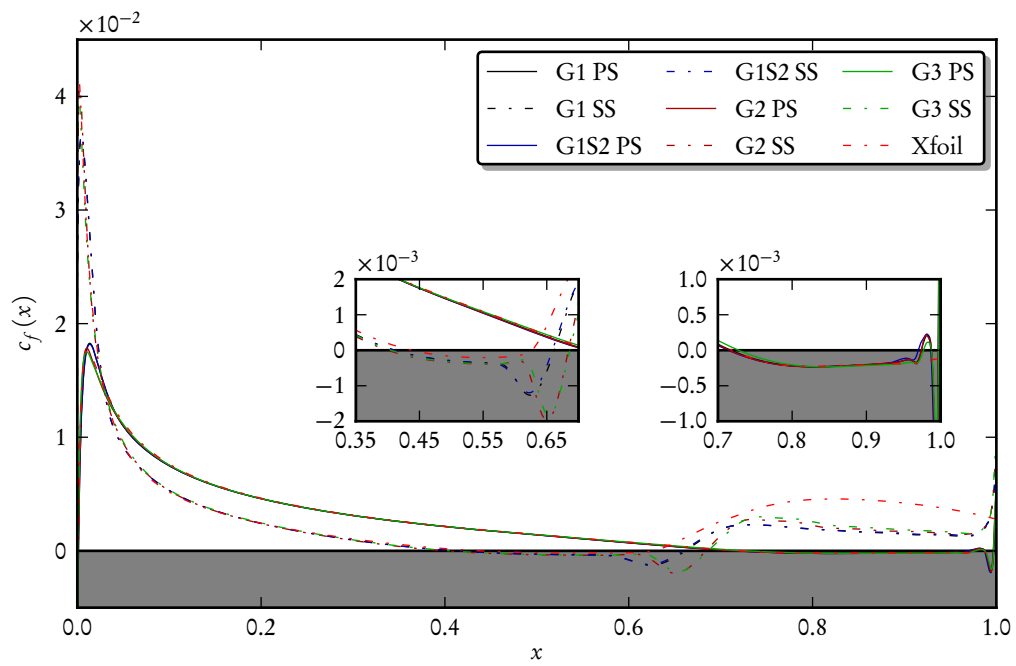 ×10−2
G1 PS
G1 SS
G1S2 PS
G1S2 SS
G2 PS
G2 SS
G3 PS
G3 SS
Xfoil
4
3
2
1
0
c_f(x)
×10−3
2
1
0
−1
−2
0.35 0.45 0.55 0.65
×10−3
1.0
0.5
0.0
−0.5
−1.0
0.7 0.8 0.9 1.0
0.0 0.2 0.4 0.6 0.8 1.0
x